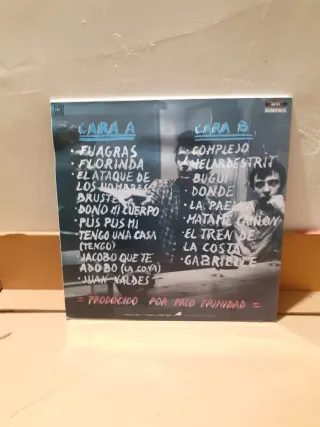 CARA A
· FUAGRAS
· FLORINDA
· EL ATAQUE DE
LOS HOMBRES
BRUSTER
· DONO MI CUERPO
· PUS PUS MI
· TENGO UNA CASA
(TENGO)
· JACOBO QUE TE
ADOBO (LA COÑA)
· JUAN VALDES
CARA B
· COMPLEJO
· MELARDESTRIT
· BUGUI
· DONDE
· LA PAELLA
· MATAME CAÑON
· EL TREN DE
LA COSTA
· GABRIELLE
= PRODUCIDO POR PACO TRINIDAD =